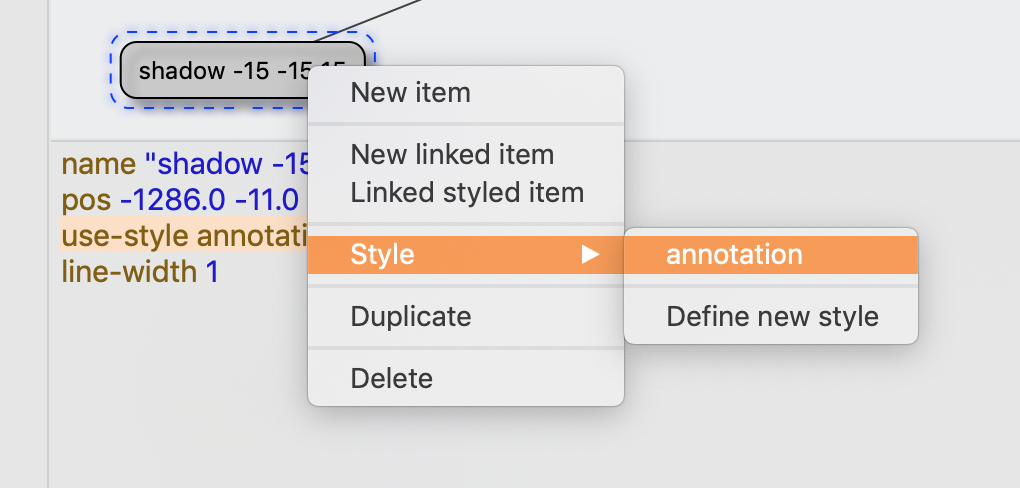 shadow -15 -15 15
New item
New linked item
Linked styled item
Style
annotation
Define new style
Duplicate
Delete
name "shadow -15
pos -1286.0 -11.0
use-style annotati
line-width 1